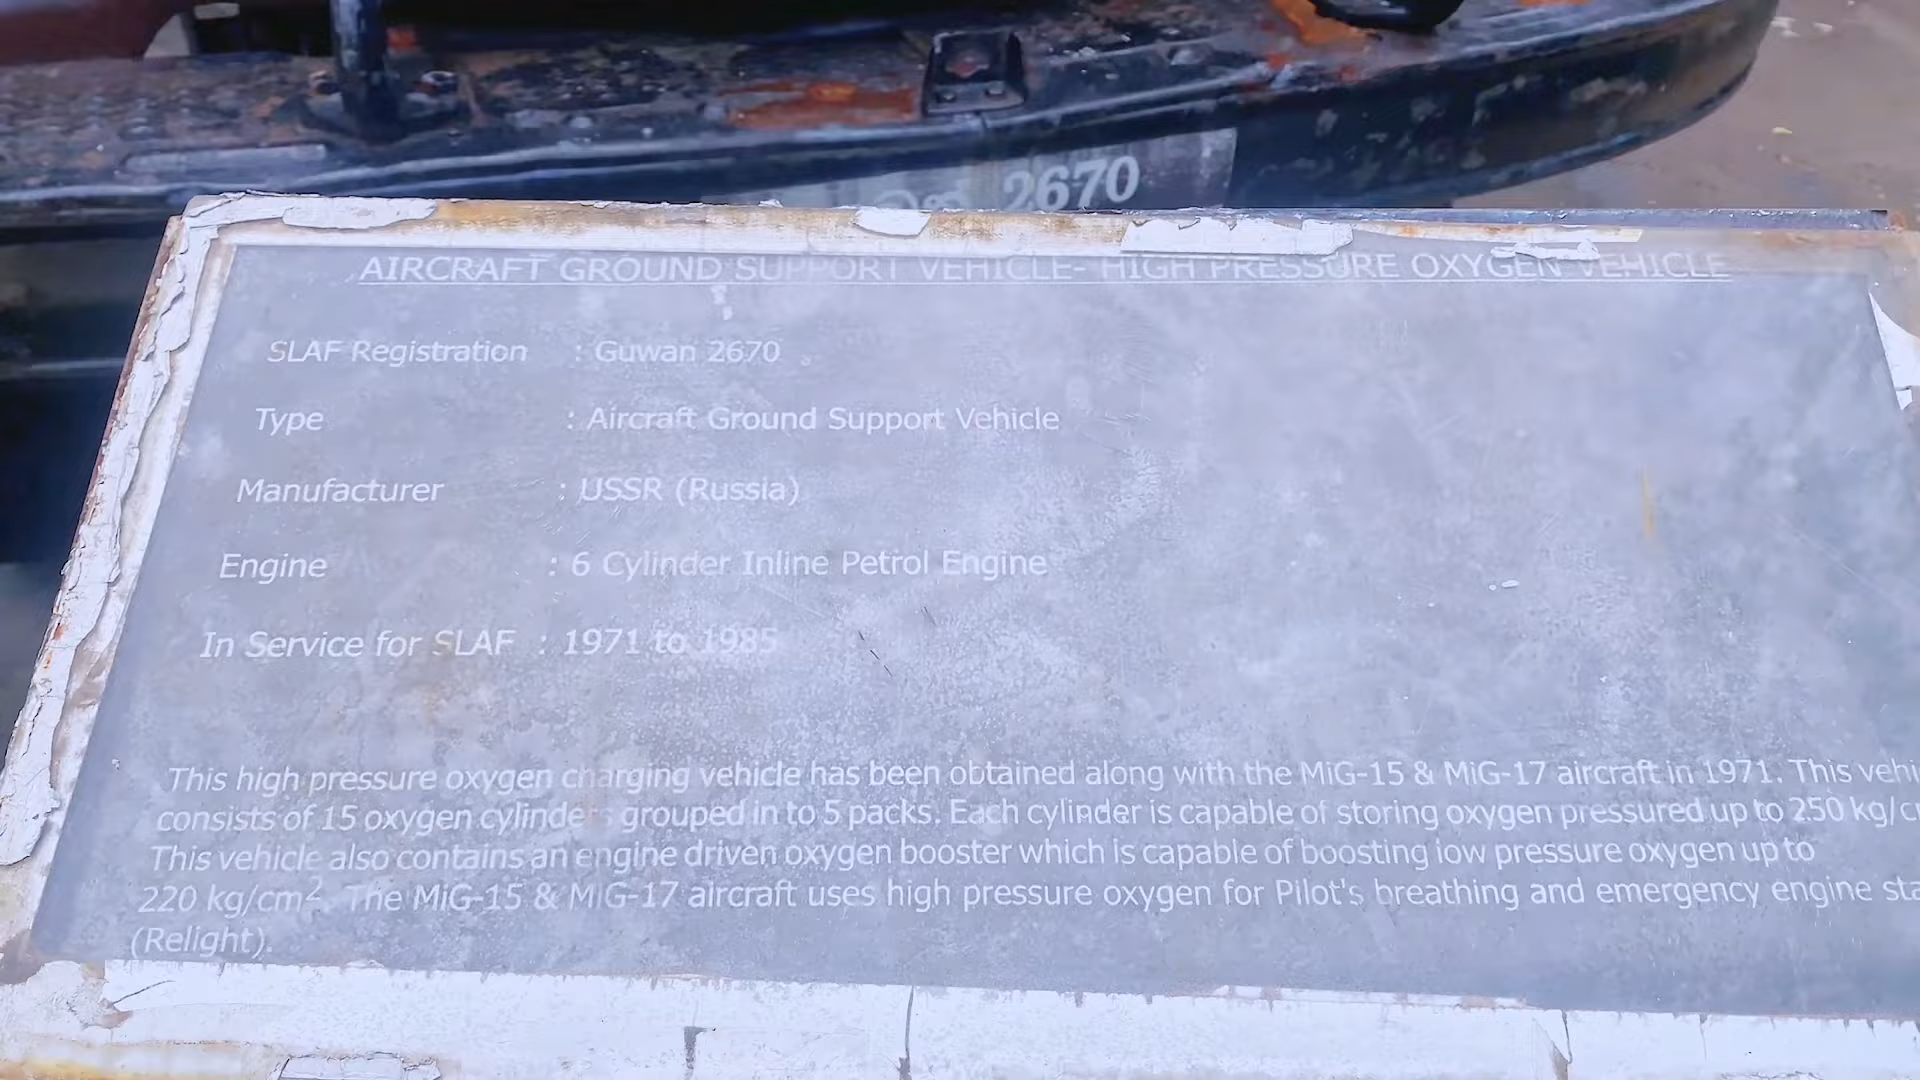 2670
AIRCRAFT GROUND SUPPORT VEHICLE- HIGH PRESSURE OXYGEN VEHICLE
SLAF Registration : Guwan 2670
Type : Aircraft Ground Support Vehicle
Manufacturer : USSR (Russia)
Engine : 6 Cylinder Inline Petrol Engine
In Service for SLAF : 1971 to 1985
This high pressure oxygen charging vehicle has been obtained along with the MiG-15 & MiG-17 aircraft in 1971. This
consists of 15 oxygen cylinders grouped in to 5 packs. Each cylinder is capable of storing oxygen pressured up to 250
This vehicle also contains an engine driven oxygen booster which is capable of boosting low pressure oxygen up to
220 kg/cm². The MiG-15 & MiG-17 aircraft uses high pressure oxygen for Pilot's breathing and emergency engine
(Relight).